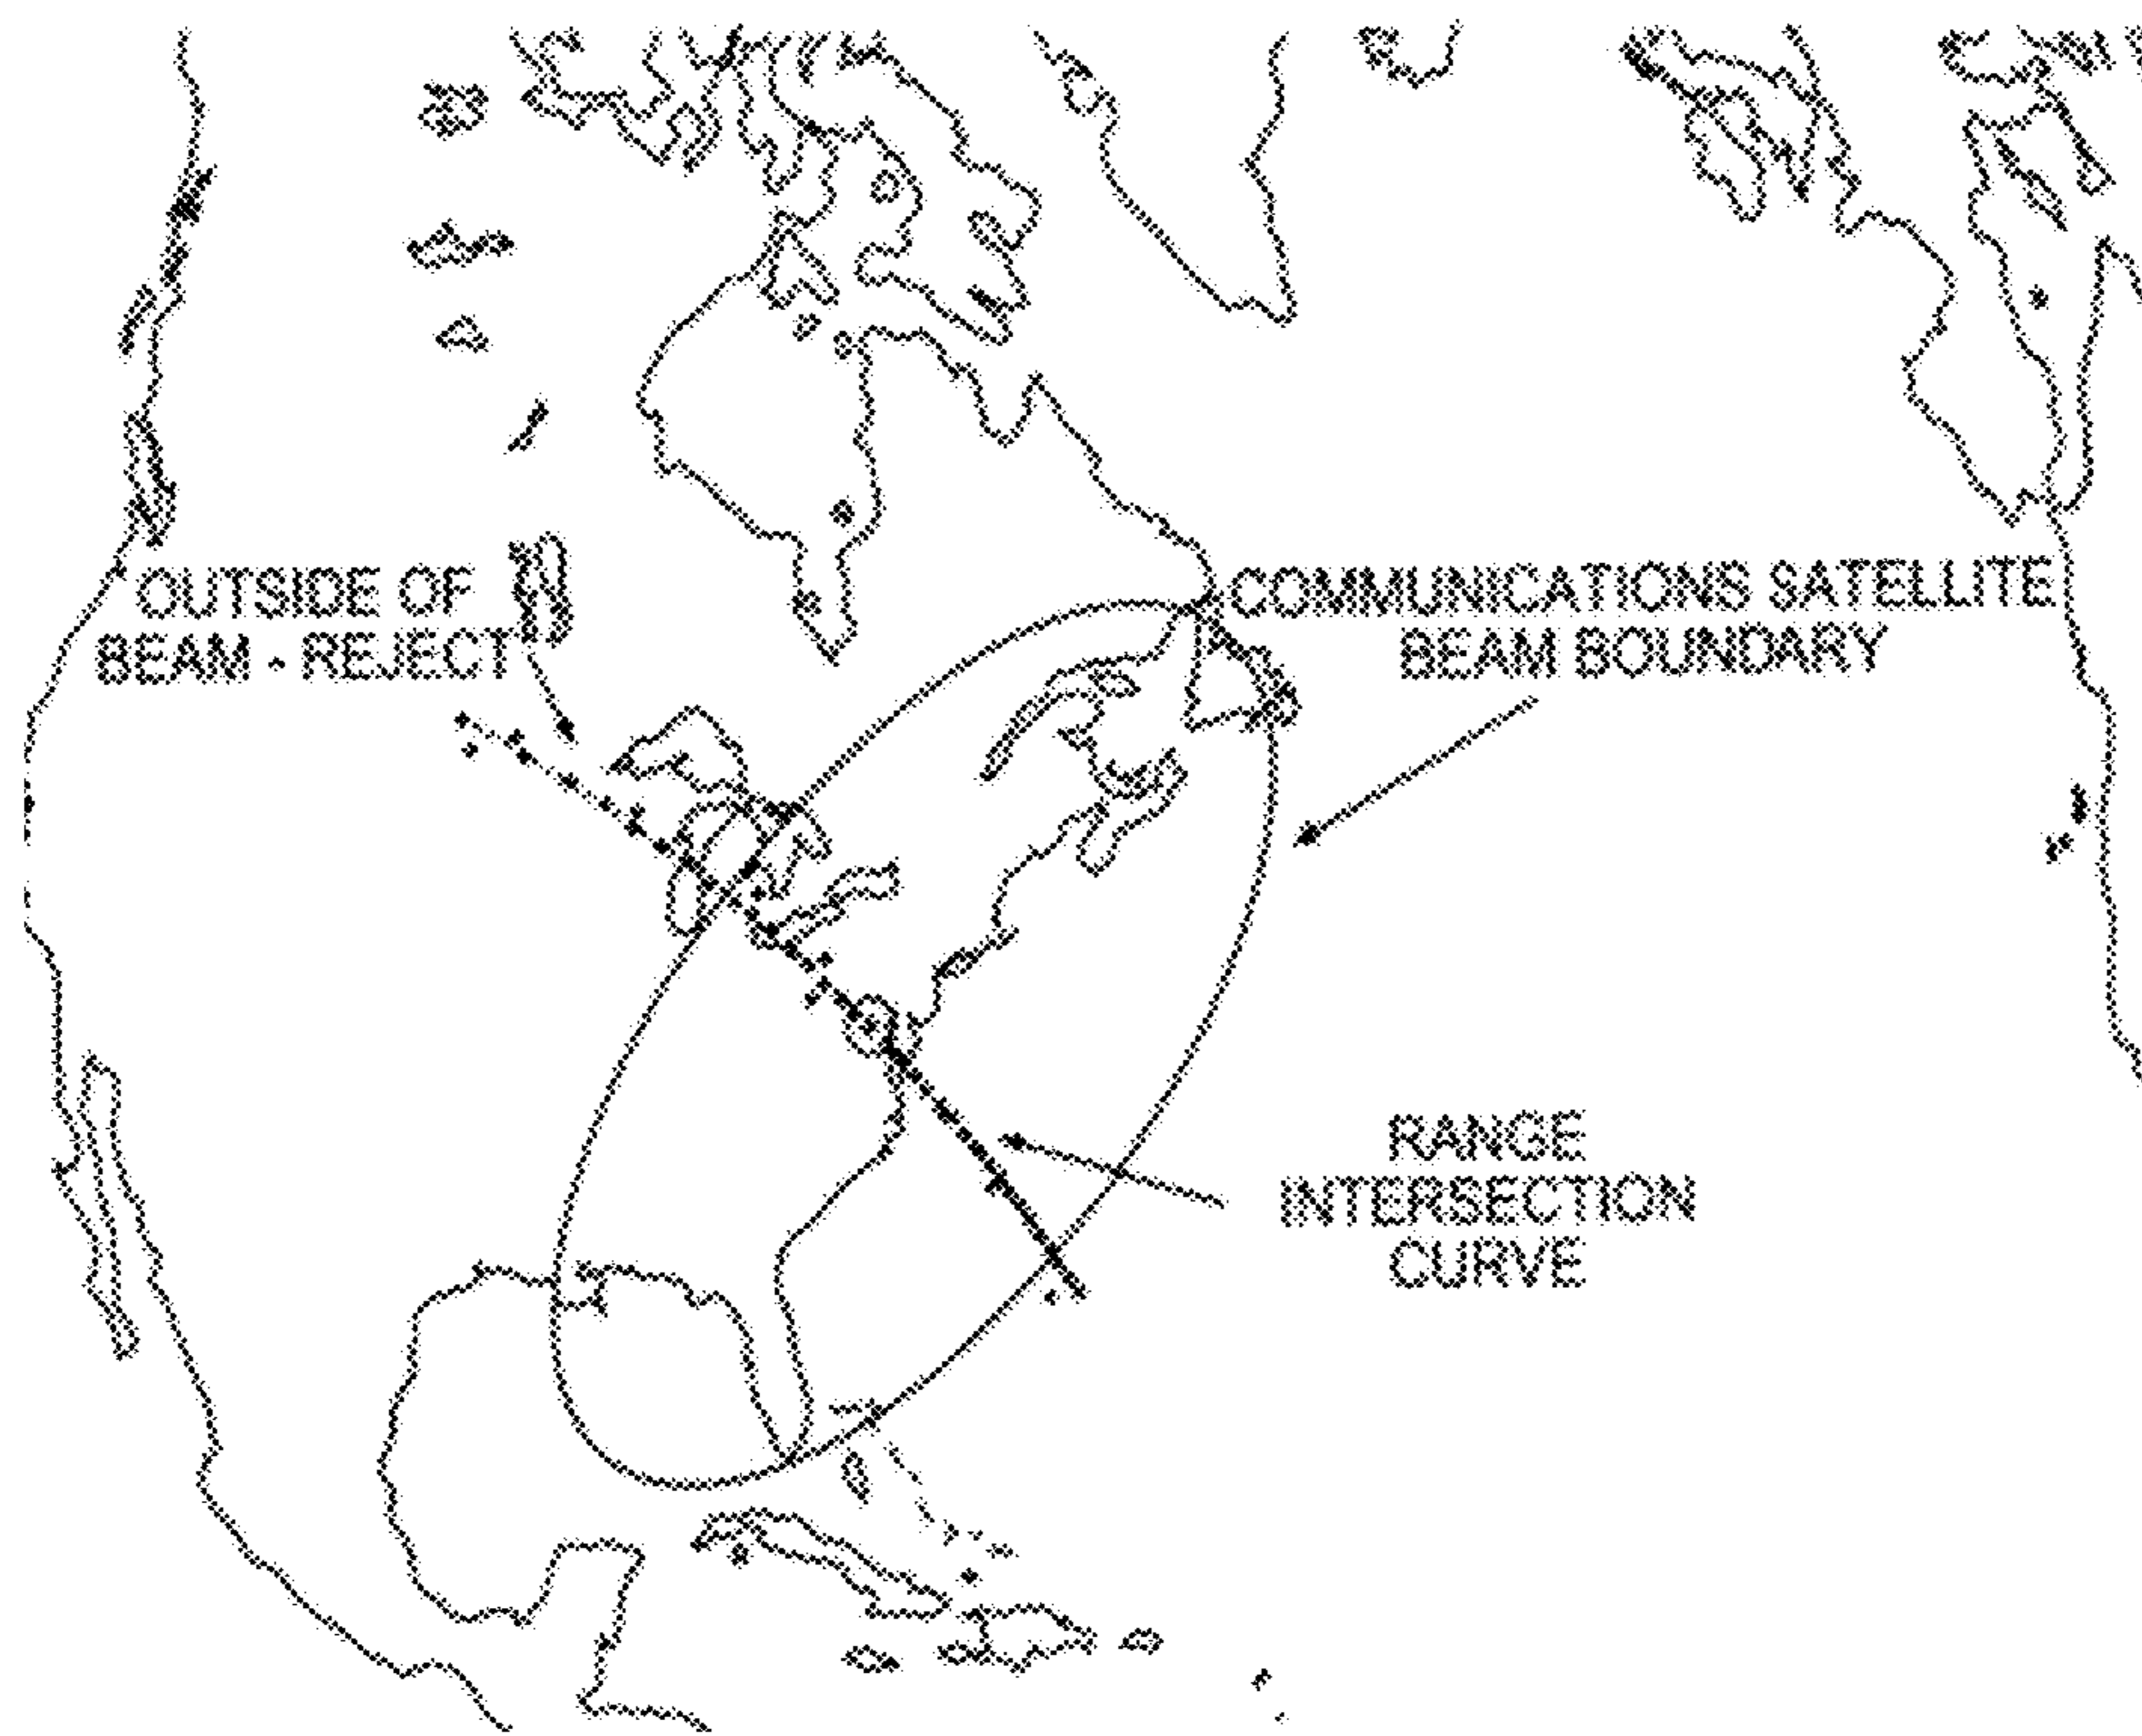 OUTSIDE OF
BEAM - REJECT
COMMUNICATIONS SATELLITE
BEAM BOUNDARY
RANGE
INTERSECTION
CURVE